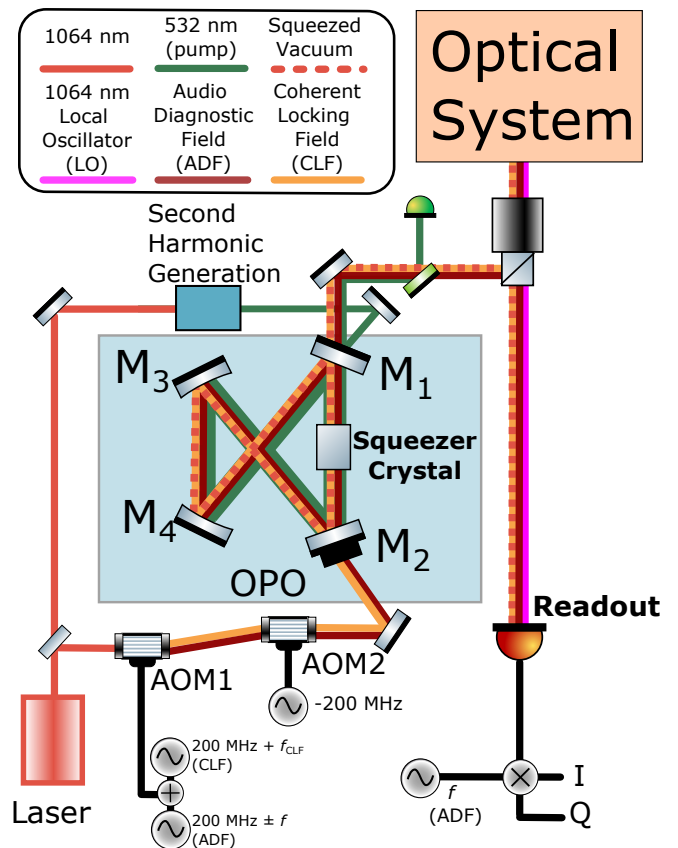 1064 nm
532 nm
(pump)
Squeezed
Vacuum
1064 nm
Local
Oscillator
(LO)
Audio
Diagnostic
Field
(ADF)
Coherent
Locking
Field
(CLF)
Optical
System
Second
Harmonic
Generation
M3
M1
Squeezer
Crystal
M4
M2
OPO
Readout
AOM1
AOM2
-200 MHz
200 MHz + fCLF
(CLF)
+
200 MHz ± f
(ADF)
Laser
f
(ADF)
I
Q